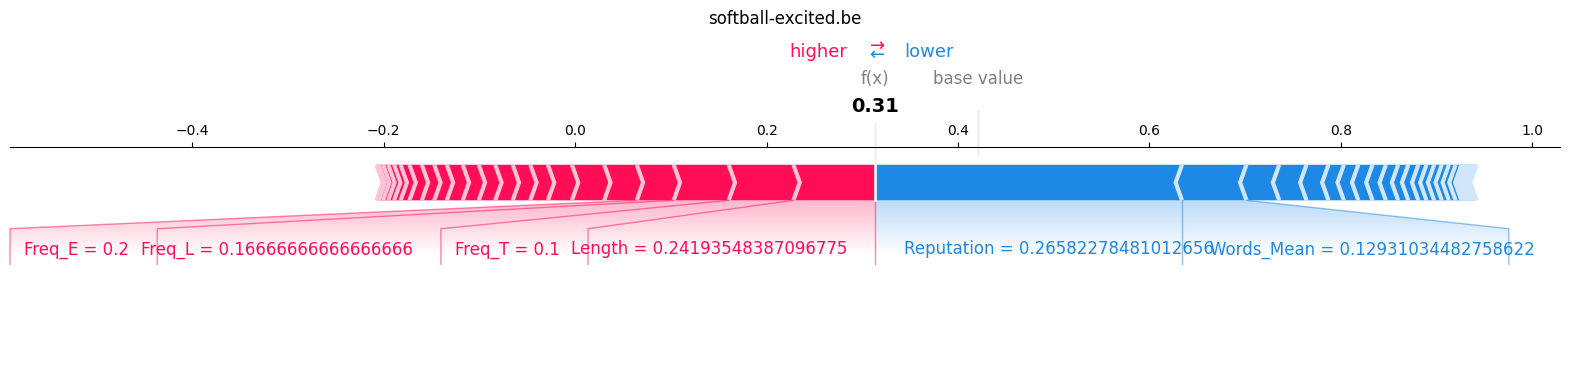 softball-excited.be
higher ⇄ lower
f(x) base value
0.31
−0.4 −0.2 0.0 0.2 0.4 0.6 0.8 1.0
Freq_E = 0.2 Freq_L = 0.16666666666666666 Freq_T = 0.1 Length = 0.24193548387096775 Reputation = 0.26582278481012656 Words_Mean = 0.12931034482758622